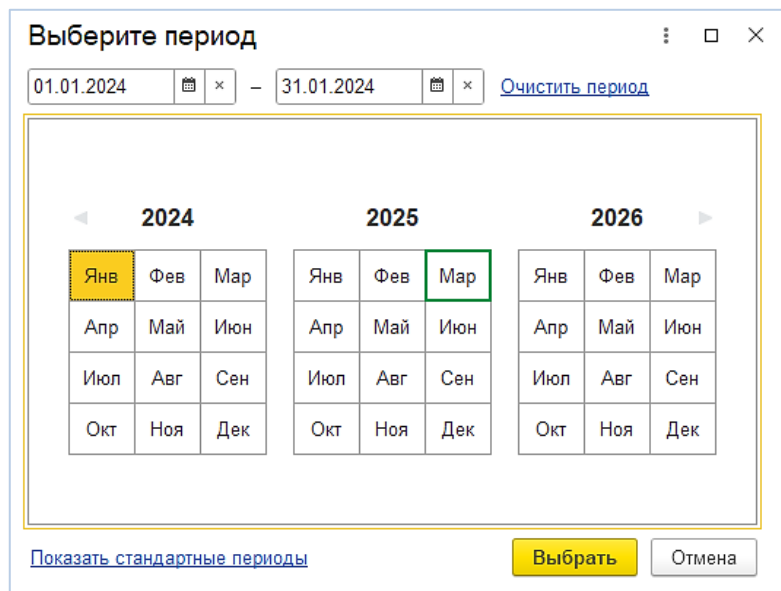 Выберите период
01.01.2024 – 31.01.2024 Очистить период
2024 2025 2026
Янв Фев Мар Янв Фев Мар Янв Фев Мар
Апр Май Июн Апр Май Июн Апр Май Июн
Июл Авг Сен Июл Авг Сен Июл Авг Сен
Окт Ноя Дек Окт Ноя Дек Окт Ноя Дек
Показать стандартные периоды Выбрать Отмена